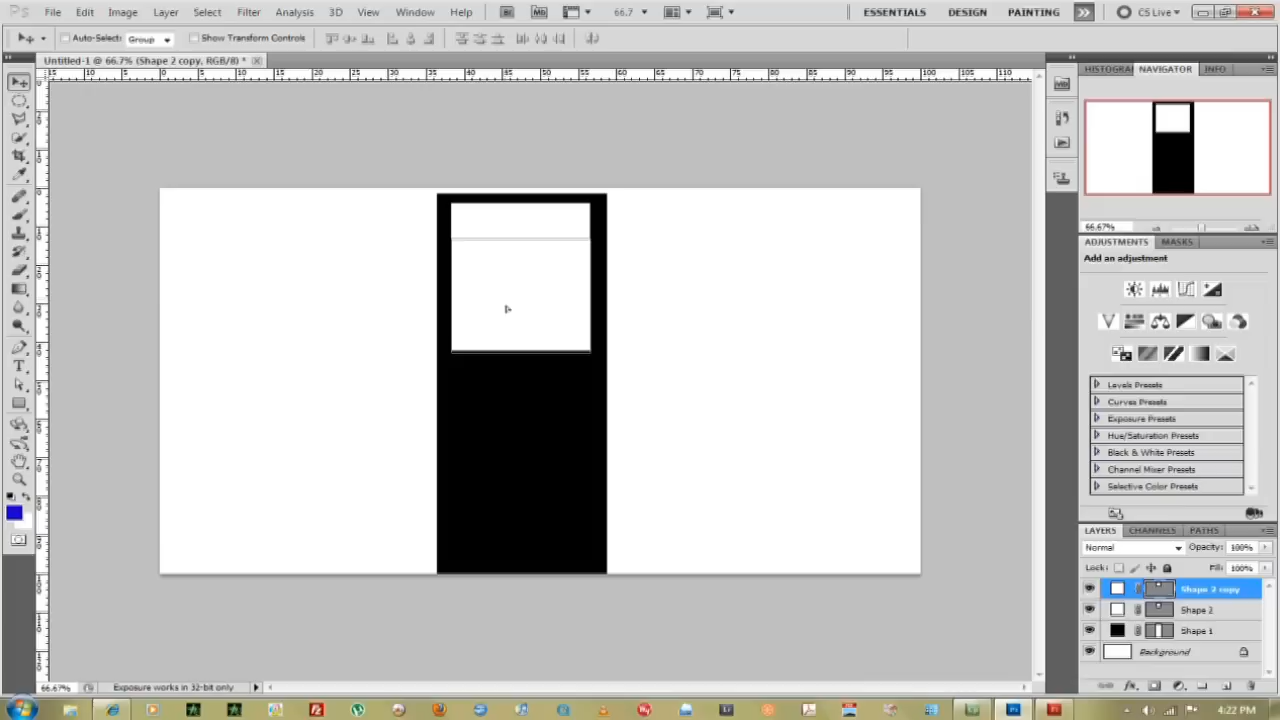 Ps File Edit Image Layer Select Filter Analysis 3D View Window Help Br Mb 66.7 ESSENTIALS DESIGN PAINTING CS Live
Auto-Select: Group Show Transform Controls
Untitled-1 @ 66.7% (Shape 2 copy, RGB/8) *
HISTOGRA NAVIGATOR INFO
66.67%
ADJUSTMENTS MASKS
Add an adjustment
Levels Presets
Curves Presets
Exposure Presets
Hue/Saturation Presets
Black & White Presets
Channel Mixer Presets
Selective Color Presets
LAYERS CHANNELS PATHS
Normal Opacity: 100%
Lock: Fill: 100%
Shape 2 copy
Shape 2
Shape 1
Background
66.67% Exposure works in 32-bit only
4:22 PM